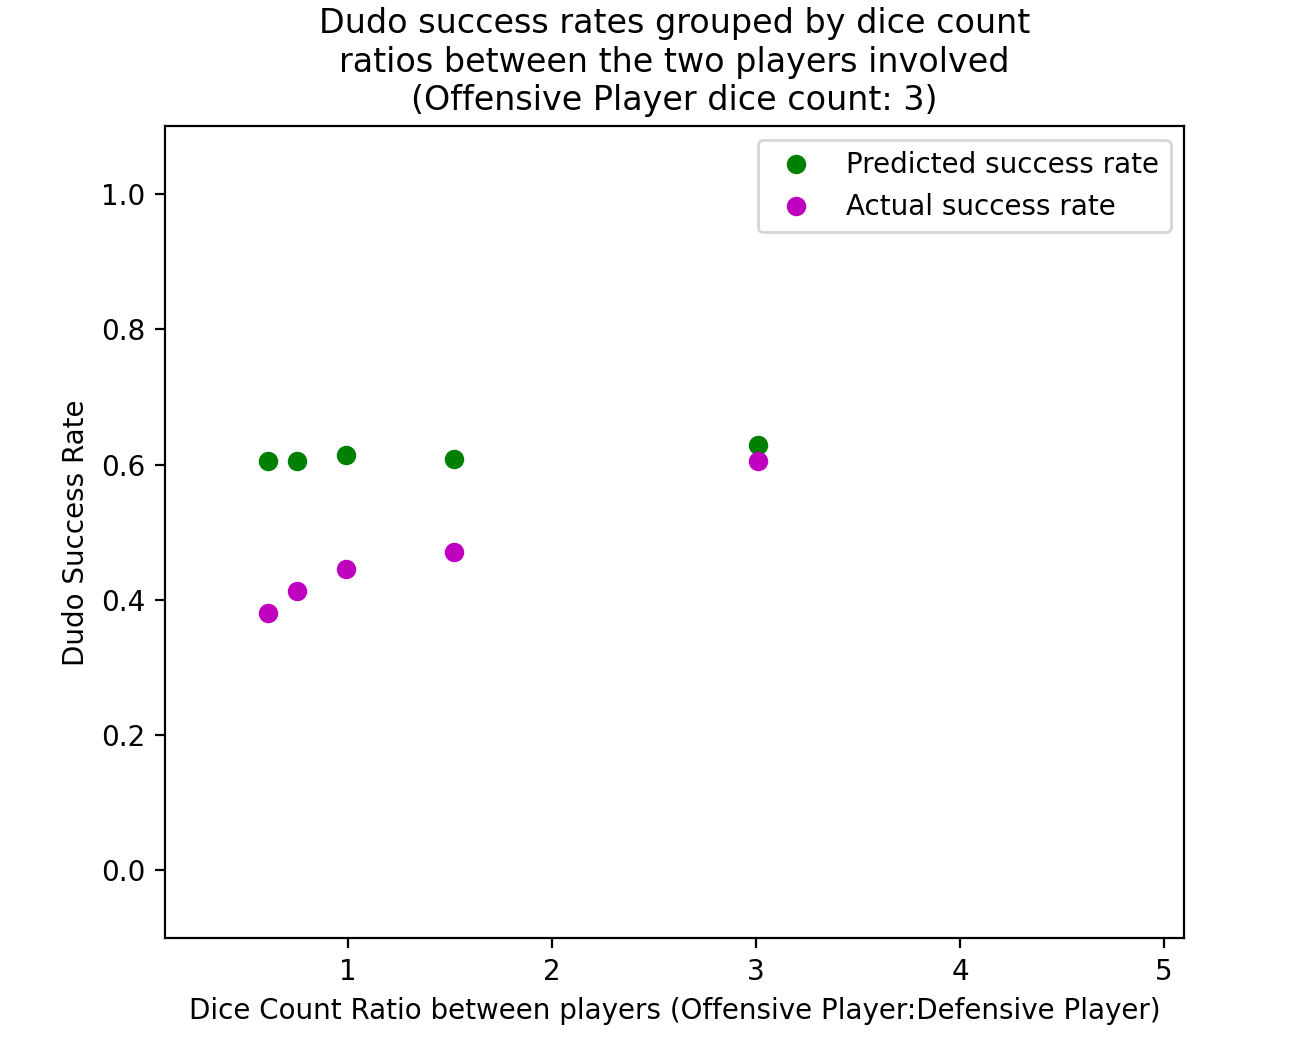 Dudo success rates grouped by dice count
ratios between the two players involved
(Offensive Player dice count: 3)
Predicted success rate
Actual success rate
1.0
0.8
0.6
0.4
0.2
0.0
Dudo Success Rate
1 2 3 4 5
Dice Count Ratio between players (Offensive Player:Defensive Player)